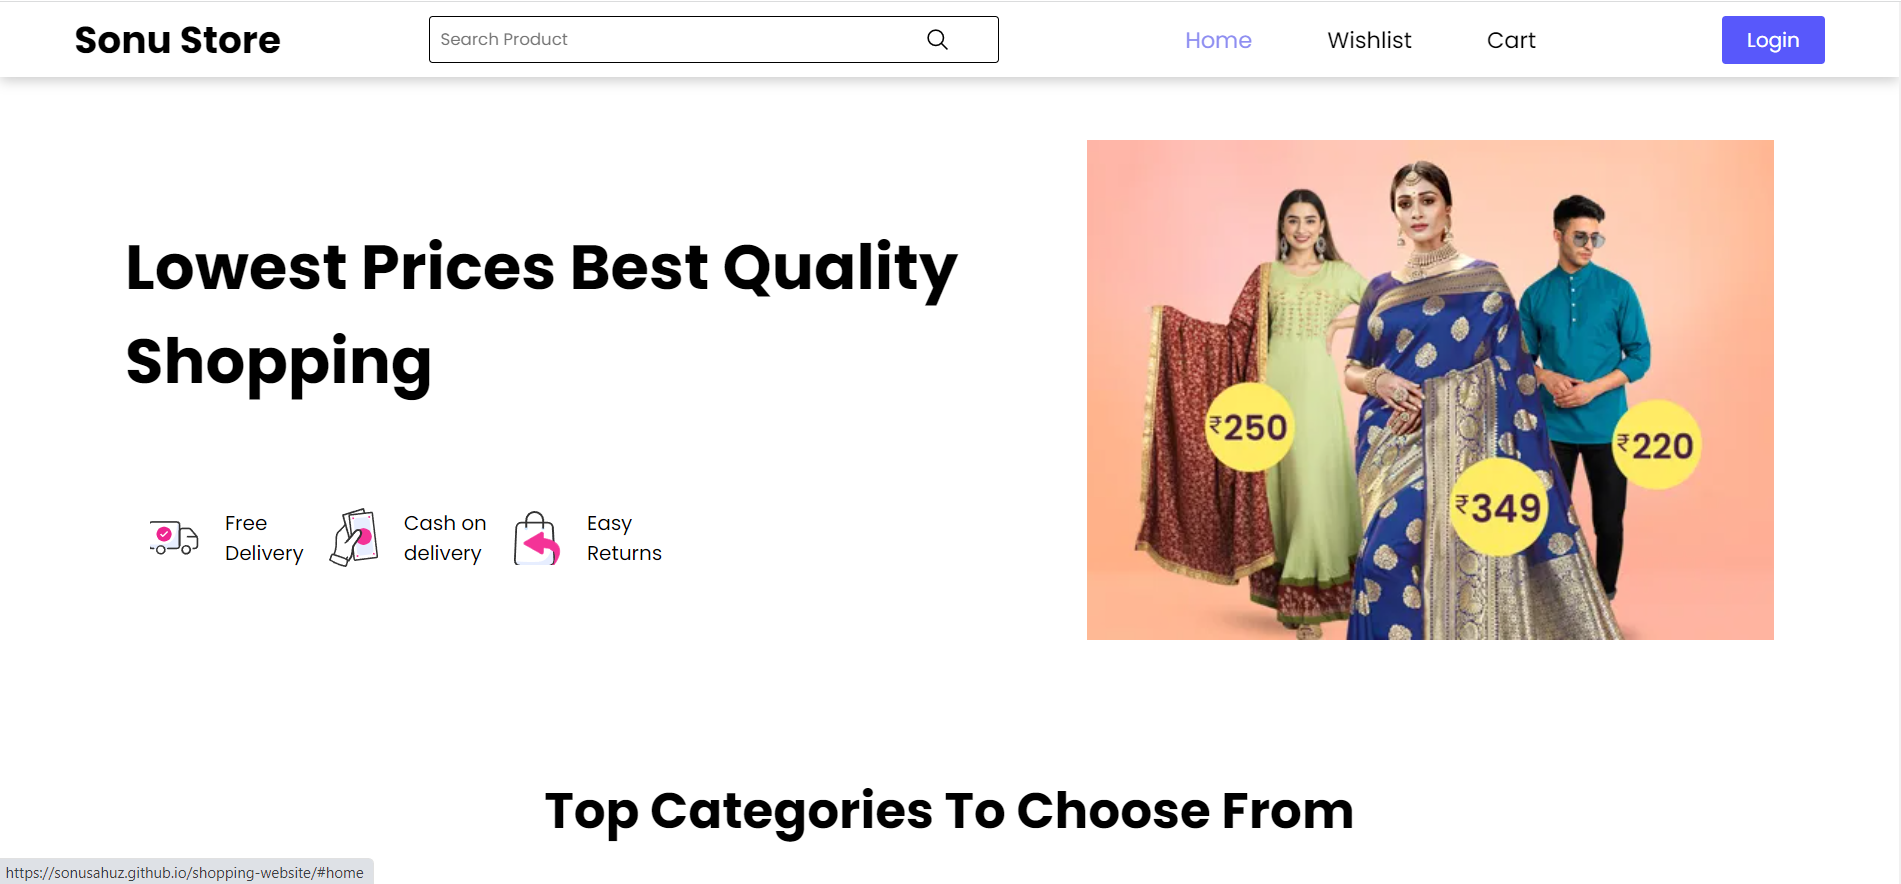 Sonu Store
Search Product
Home
Wishlist
Cart
Login
Lowest Prices Best Quality
Shopping
Free
Delivery
Cash on
delivery
Easy
Returns
₹250
₹349
₹220
Top Categories To Choose From
https://sonusahuz.github.io/shopping-website/#home